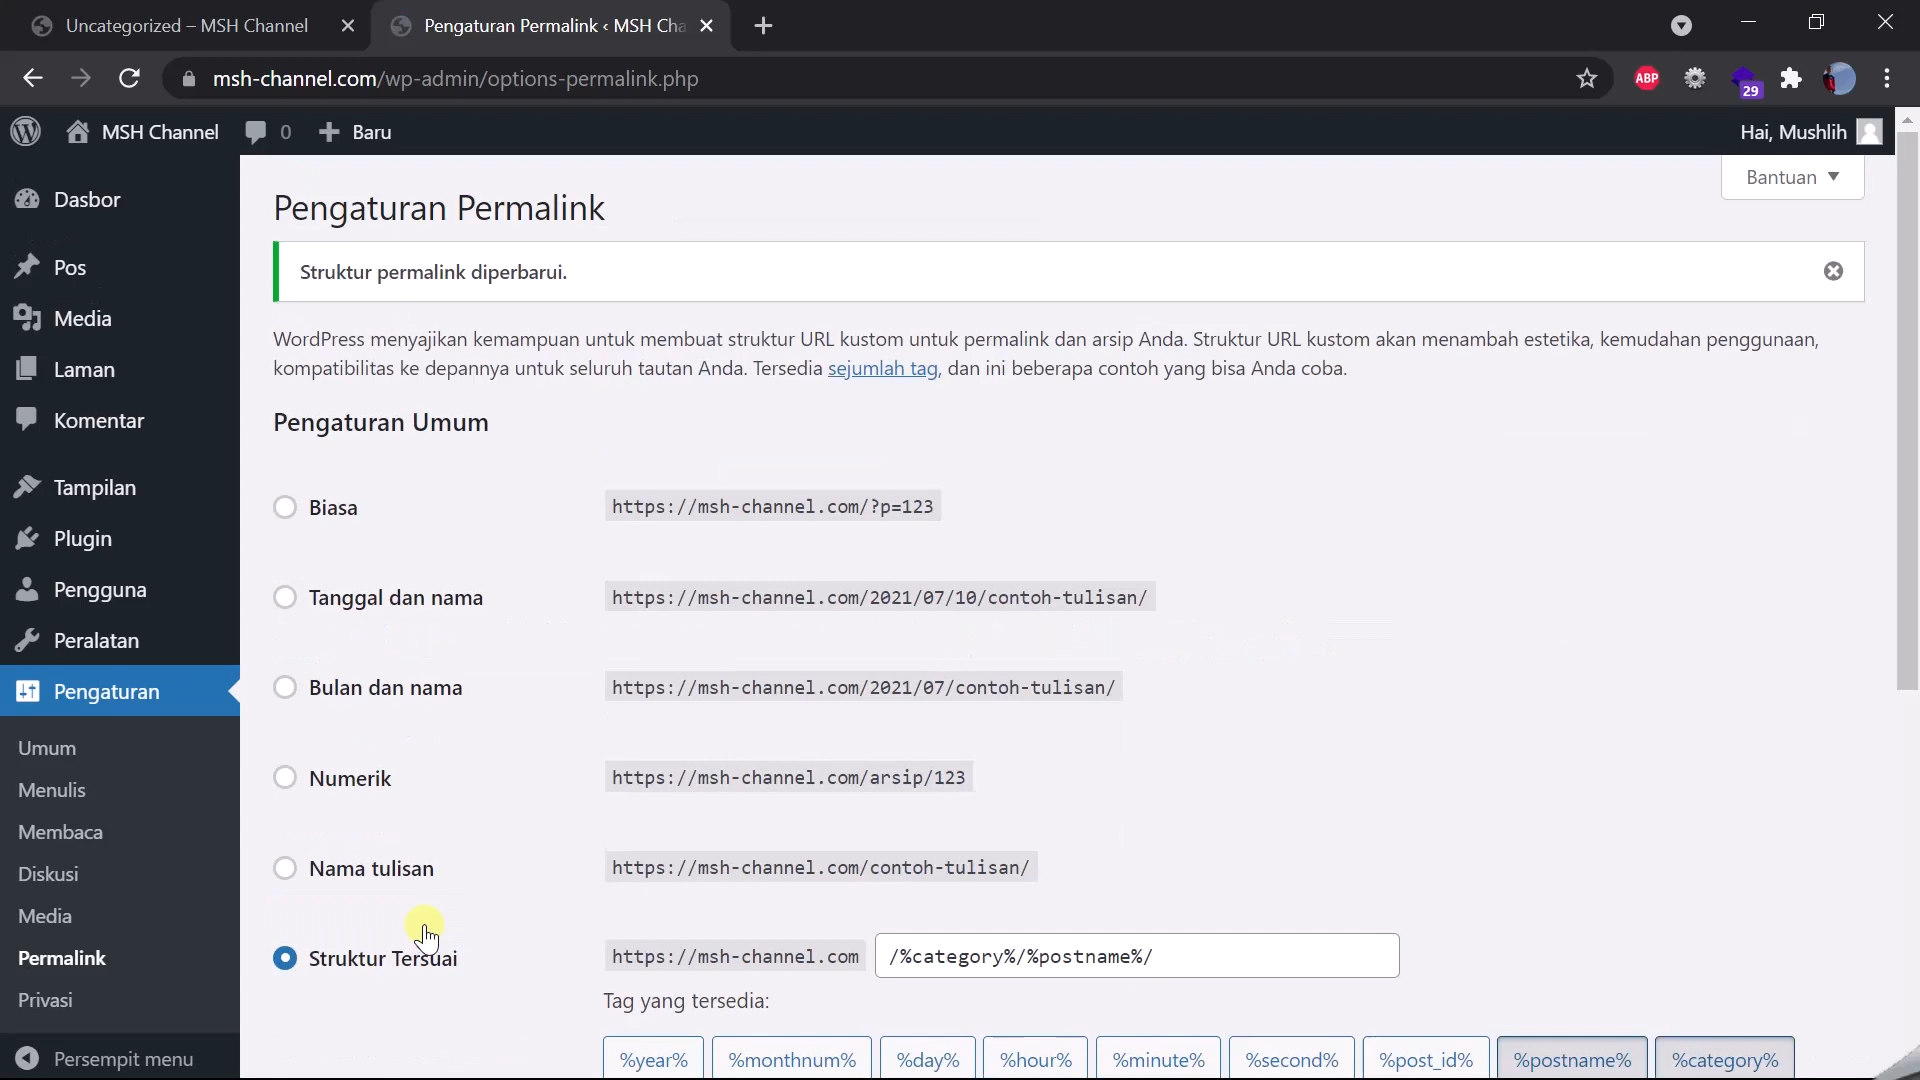 Uncategorized – MSH Channel
Pengaturan Permalink ‹ MSH Cha
msh-channel.com/wp-admin/options-permalink.php
ABP
29
MSH Channel
0
Baru
Hai, Mushlih
Bantuan
Dasbor
Pos
Media
Laman
Komentar
Tampilan
Plugin
Pengguna
Peralatan
Pengaturan
Umum
Menulis
Membaca
Diskusi
Media
Permalink
Privasi
Persempit menu
Pengaturan Permalink
Struktur permalink diperbarui.
WordPress menyajikan kemampuan untuk membuat struktur URL kustom untuk permalink dan arsip Anda. Struktur URL kustom akan menambah estetika, kemudahan penggunaan,
kompatibilitas ke depannya untuk seluruh tautan Anda. Tersedia sejumlah tag, dan ini beberapa contoh yang bisa Anda coba.
Pengaturan Umum
Biasa https://msh-channel.com/?p=123
Tanggal dan nama https://msh-channel.com/2021/07/10/contoh-tulisan/
Bulan dan nama https://msh-channel.com/2021/07/contoh-tulisan/
Numerik https://msh-channel.com/arsip/123
Nama tulisan https://msh-channel.com/contoh-tulisan/
Struktur Tersuai https://msh-channel.com /%category%/%postname%/
Tag yang tersedia:
%year% %monthnum% %day% %hour% %minute% %second% %post_id% %postname% %category%